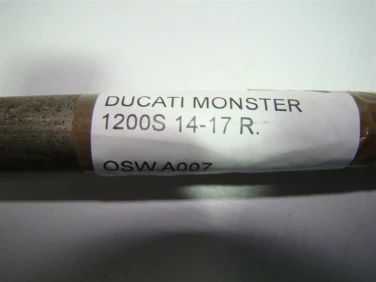 DUCATI MONSTER
1200S 14-17 R.
OSW.A007